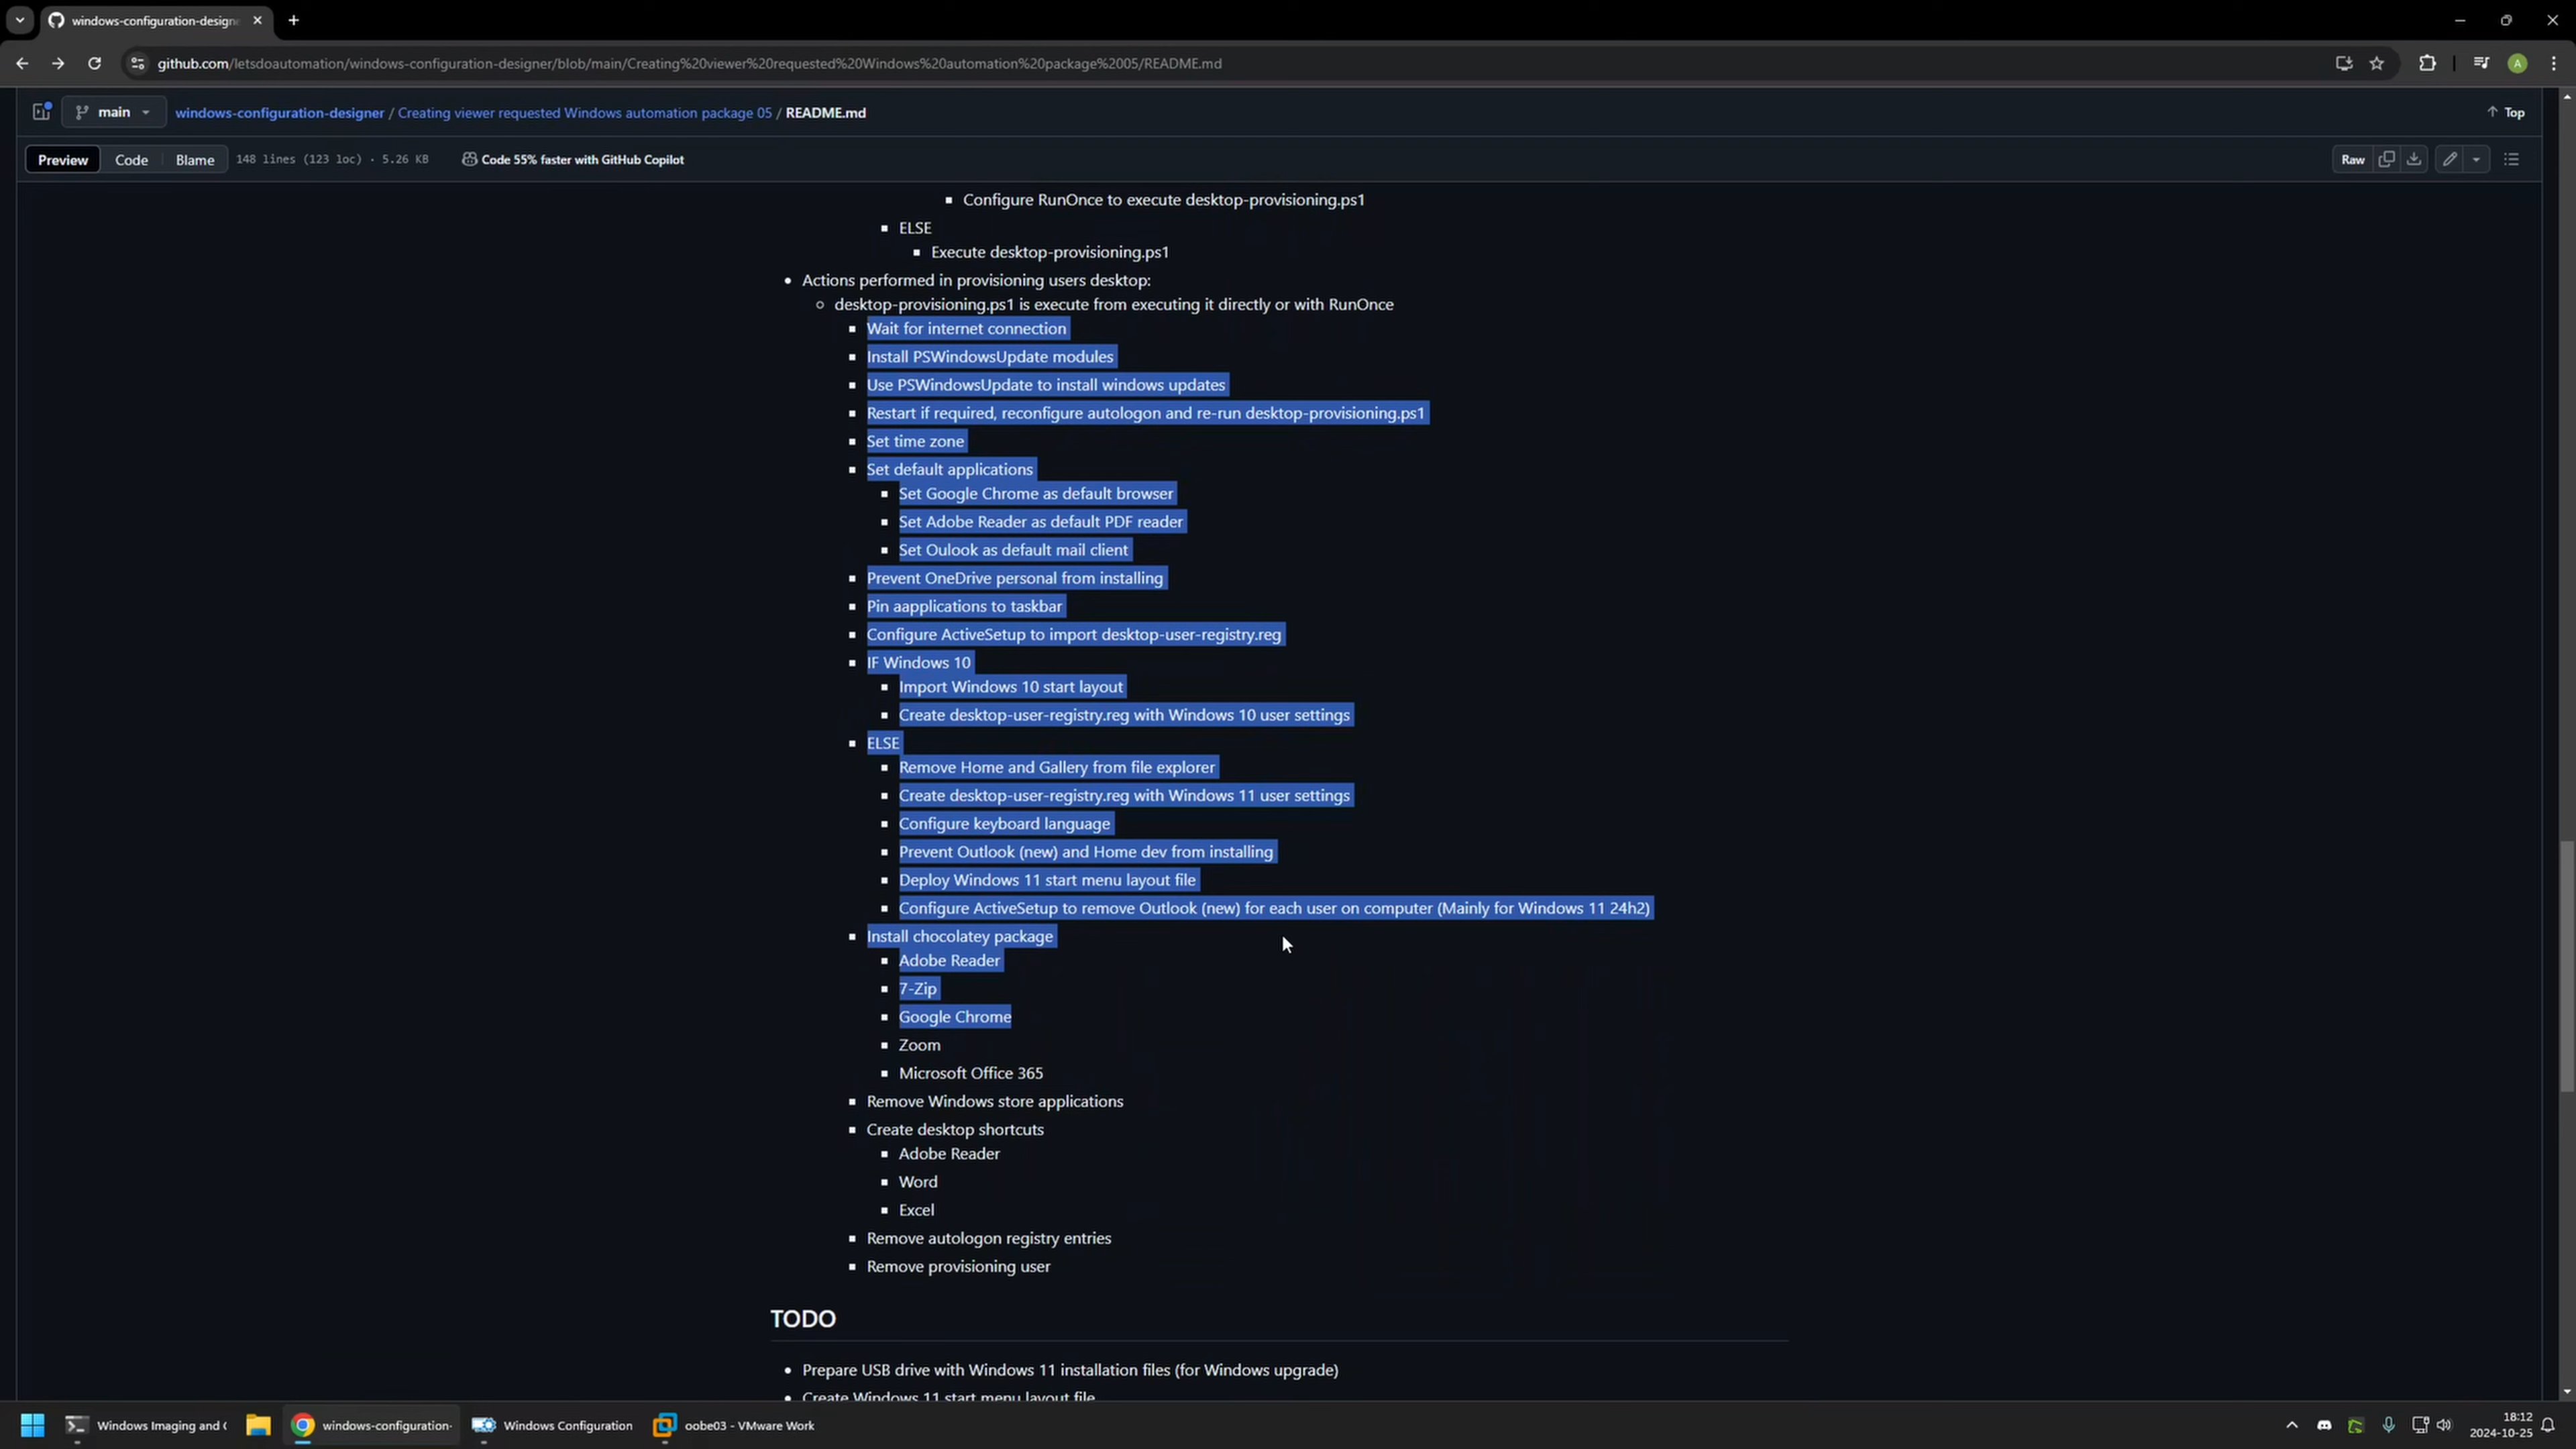 windows-configuration-designe
github.com/letsdoautomation/windows-configuration-designer/blob/main/Creating%20viewer%20requested%20Windows%20automation%20package%2005/README.md
A
main
windows-configuration-designer / Creating viewer requested Windows automation package 05 / README.md
Top
Preview
Code
Blame
148 lines (123 loc) · 5.26 KB
Code 55% faster with GitHub Copilot
Raw
Configure RunOnce to execute desktop-provisioning.ps1
ELSE
Execute desktop-provisioning.ps1
Actions performed in provisioning users desktop:
desktop-provisioning.ps1 is execute from executing it directly or with RunOnce
Wait for internet connection
Install PSWindowsUpdate modules
Use PSWindowsUpdate to install windows updates
Restart if required, reconfigure autologon and re-run desktop-provisioning.ps1
Set time zone
Set default applications
Set Google Chrome as default browser
Set Adobe Reader as default PDF reader
Set Oulook as default mail client
Prevent OneDrive personal from installing
Pin aapplications to taskbar
Configure ActiveSetup to import desktop-user-registry.reg
IF Windows 10
Import Windows 10 start layout
Create desktop-user-registry.reg with Windows 10 user settings
ELSE
Remove Home and Gallery from file explorer
Create desktop-user-registry.reg with Windows 11 user settings
Configure keyboard language
Prevent Outlook (new) and Home dev from installing
Deploy Windows 11 start menu layout file
Configure ActiveSetup to remove Outlook (new) for each user on computer (Mainly for Windows 11 24h2)
Install chocolatey package
Adobe Reader
7-Zip
Google Chrome
Zoom
Microsoft Office 365
Remove Windows store applications
Create desktop shortcuts
Adobe Reader
Word
Excel
Remove autologon registry entries
Remove provisioning user
TODO
Prepare USB drive with Windows 11 installation files (for Windows upgrade)
Create Windows 11 start menu layout file
Windows Imaging and C
windows-configuration-
Windows Configuration
oobe03 - VMware Work
18:12
2024-10-25